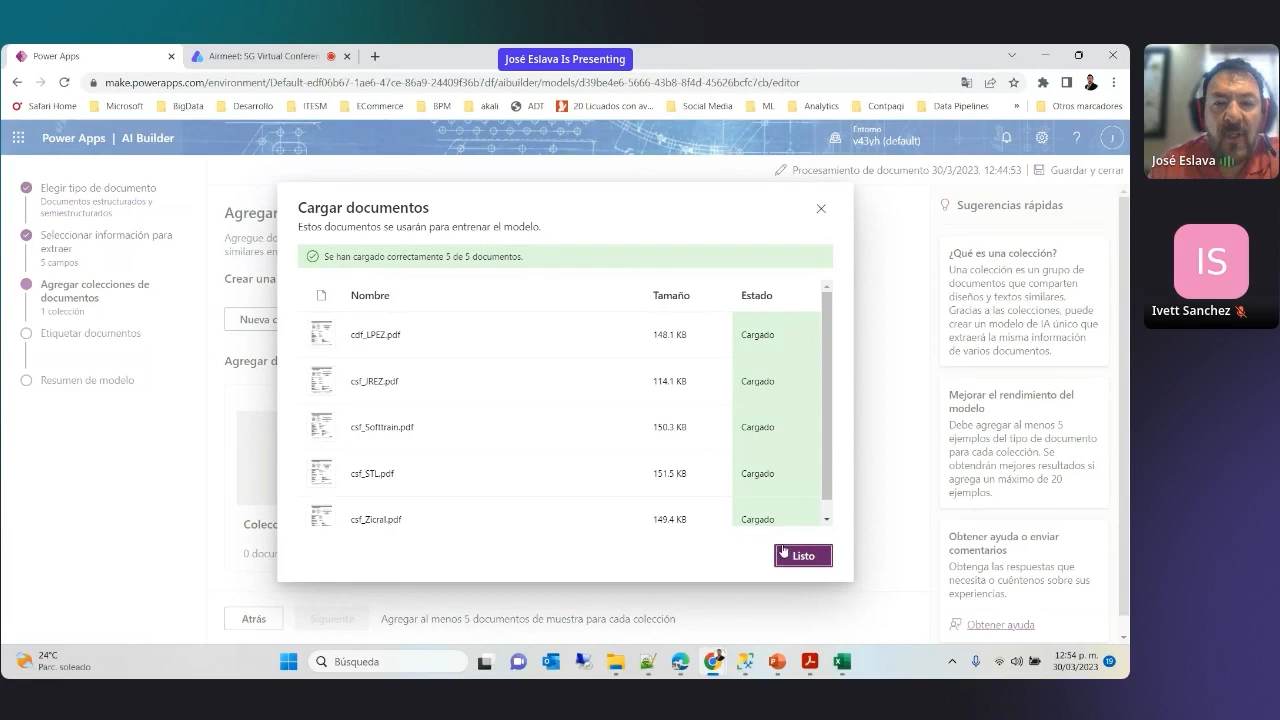 Power Apps
Airmeet: SG Virtual Conferen
José Eslava Is Presenting
make.powerapps.com/environment/Default-edf06b67-1ae6-47ce-86a9-24409f36b7df/aibuilder/models/d39be4e6-5666-43b8-8f4d-45626bcfc7cb/editor
Safari Home
Microsoft
BigData
Desarrollo
ITESM
ECommerce
BPM
akali
ADT
20 Licuados con av...
Social Media
ML
Analytics
Contpaqi
Data Pipelines
»
Otros marcadores
Power Apps | AI Builder
Entorno
v43yh (default)
?
J
Procesamiento de documento 30/3/2023, 12:44:53
Guardar y cerrar
Elegir tipo de documento
Documentos estructurados y
semiestructurados
Seleccionar información para
extraer
5 campos
Agregar colecciones de
documentos
1 colección
Etiquetar documentos
Resumen de modelo
Agregar
Agregue do
similares en
Crear una
Nueva c
Agregar d
Colecc
0 docum
Cargar documentos
Estos documentos se usarán para entrenar el modelo.
Se han cargado correctamente 5 de 5 documentos.
Nombre
Tamaño
Estado
cdf_LPEZ.pdf
148.1 KB
Cargado
csf_JREZ.pdf
114.1 KB
Cargado
csf_Softtrain.pdf
150.3 KB
Cargado
csf_STL.pdf
151.5 KB
Cargado
csf_Zicral.pdf
149.4 KB
Cargado
Listo
Atrás
Siguiente
Agregar al menos 5 documentos de muestra para cada colección
Sugerencias rápidas
¿Qué es una colección?
Una colección es un grupo de
documentos que comparten
diseños y textos similares.
Gracias a las colecciones, puede
crear un modelo de IA único que
extraerá la misma información
de varios documentos.
Mejorar el rendimiento del
modelo
Debe agregar al menos 5
ejemplos del tipo de documento
para cada colección. Se
obtendrán mejores resultados si
agrega un máximo de 20
ejemplos.
Obtener ayuda o enviar
comentarios
Obtenga las respuestas que
necesita o cuéntenos sobre sus
experiencias.
Obtener ayuda
24°C
Parc. soleado
Búsqueda
12:54 p. m.
30/03/2023
19
José Eslava
IS
Ivett Sanchez